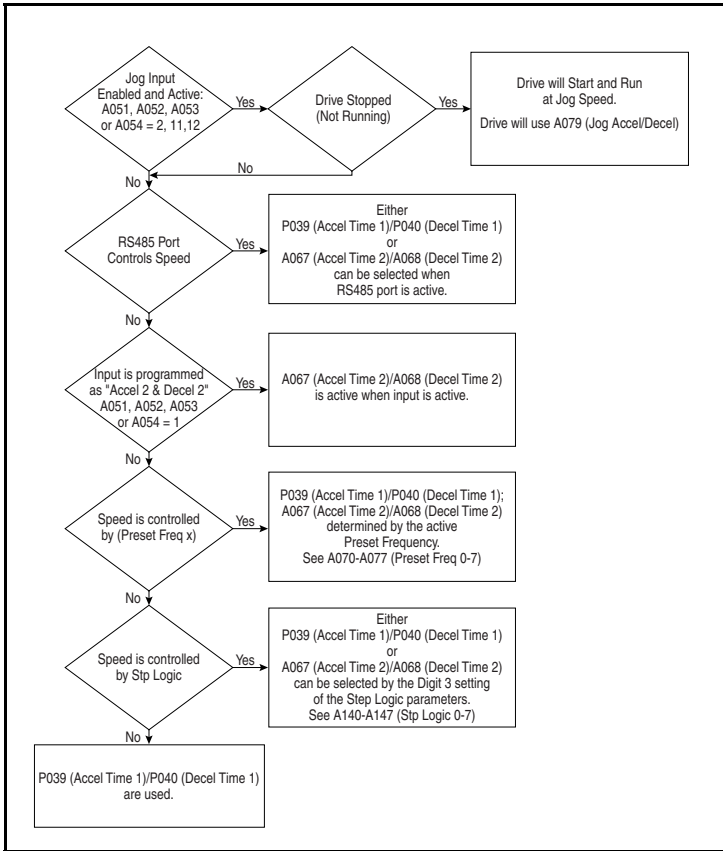 Jog Input
Enabled and Active:
A051, A052, A053
or A054 = 2, 11,12
Yes
Drive Stopped
(Not Running)
Yes
Drive will Start and Run
at Jog Speed.
Drive will use A079 (Jog Accel/Decel)
No
No
RS485 Port
Controls Speed
Yes
Either
P039 (Accel Time 1)/P040 (Decel Time 1)
or
A067 (Accel Time 2)/A068 (Decel Time 2)
can be selected when
RS485 port is active.
No
Input is programmed
as "Accel 2 & Decel 2"
A051, A052, A053
or A054 = 1
Yes
A067 (Accel Time 2)/A068 (Decel Time 2)
is active when input is active.
No
Speed is controlled
by (Preset Freq x)
Yes
P039 (Accel Time 1)/P040 (Decel Time 1);
A067 (Accel Time 2)/A068 (Decel Time 2)
determined by the active
Preset Frequency.
See A070-A077 (Preset Freq 0-7)
No
Speed is controlled
by Stp Logic
Yes
Either
P039 (Accel Time 1)/P040 (Decel Time 1)
or
A067 (Accel Time 2)/A068 (Decel Time 2)
can be selected by the Digit 3 setting
of the Step Logic parameters.
See A140-A147 (Stp Logic 0-7)
No
P039 (Accel Time 1)/P040 (Decel Time 1)
are used.